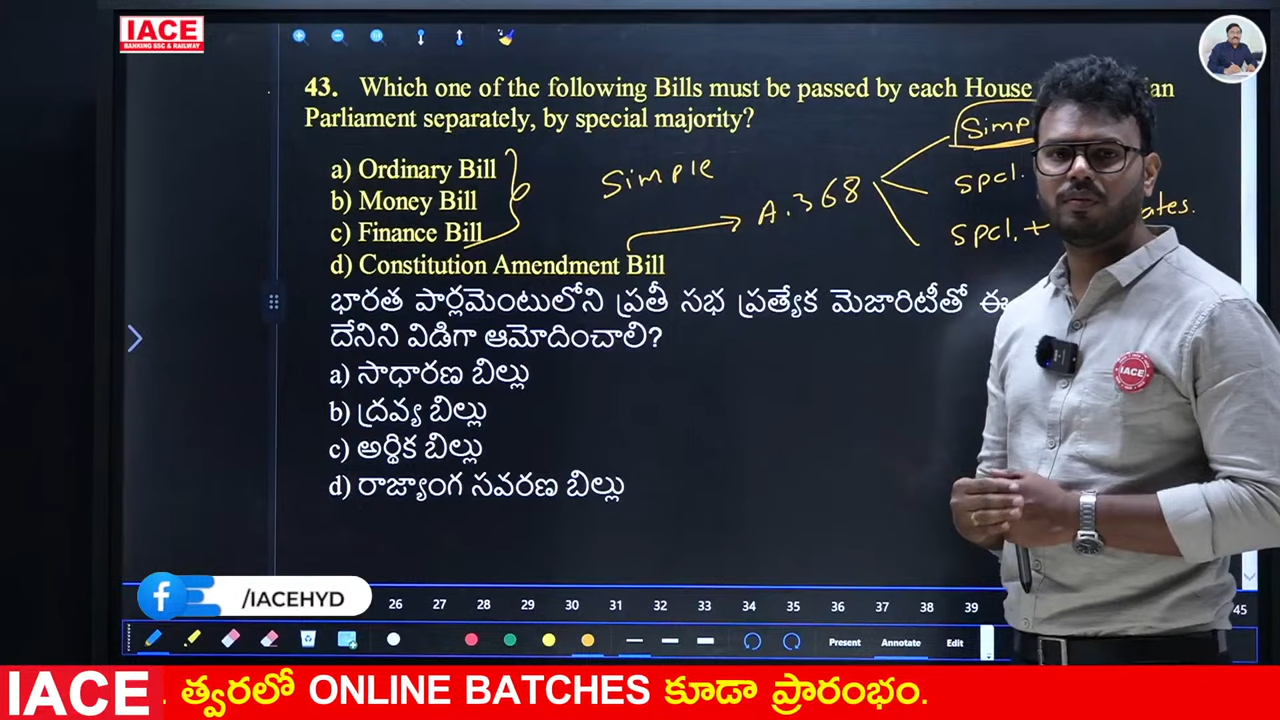 IACE
BANKING SSC & RAILWAY
43. Which one of the following Bills must be passed by each House an
Parliament separately, by special majority?
a) Ordinary Bill
b) Money Bill
c) Finance Bill
d) Constitution Amendment Bill
Simple
A.368
Simp
spcl.
spcl. + ates.
భారత పార్లమెంటులోని ప్రతీ సభ ప్రత్యేక మెజారిటీతో ఈ
దేనిని విడిగా ఆమోదించాలి?
a) సాధారణ బిల్లు
b) ద్రవ్య బిల్లు
c) అర్థిక బిల్లు
d) రాజ్యాంగ సవరణ బిల్లు
IACE
/IACEHYD
26 27 28 29 30 31 32 33 34 35 36 37 38 39 45
Present Annotate Edit
IACE . త్వరలో ONLINE BATCHES కూడా ప్రారంభం.